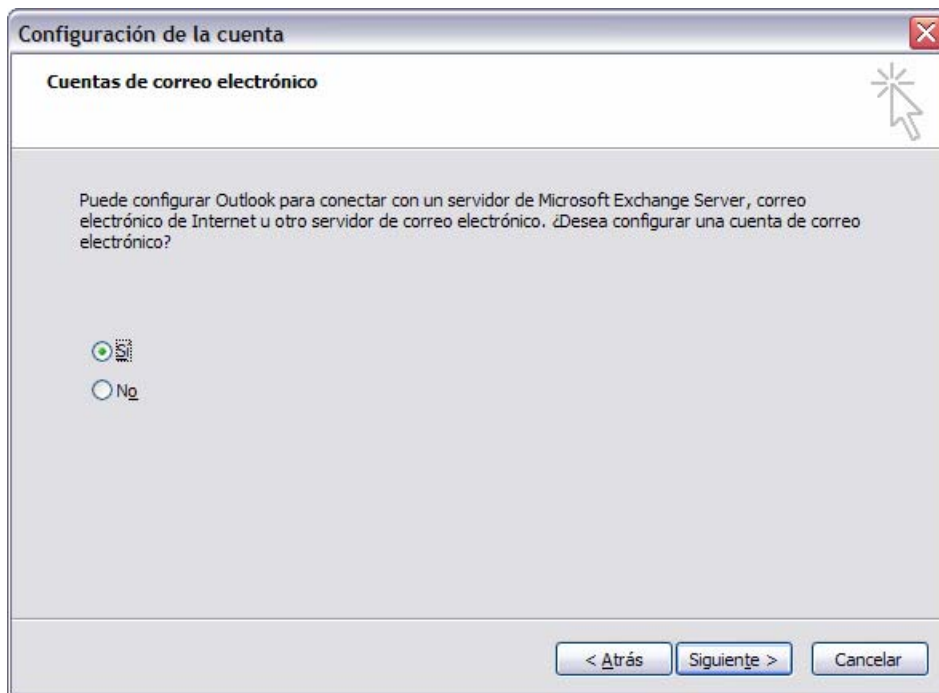 Configuración de la cuenta
Cuentas de correo electrónico
Puede configurar Outlook para conectar con un servidor de Microsoft Exchange Server, correo
electrónico de Internet u otro servidor de correo electrónico. ¿Desea configurar una cuenta de correo
electrónico?
Sí
No
< Atrás
Siguiente >
Cancelar